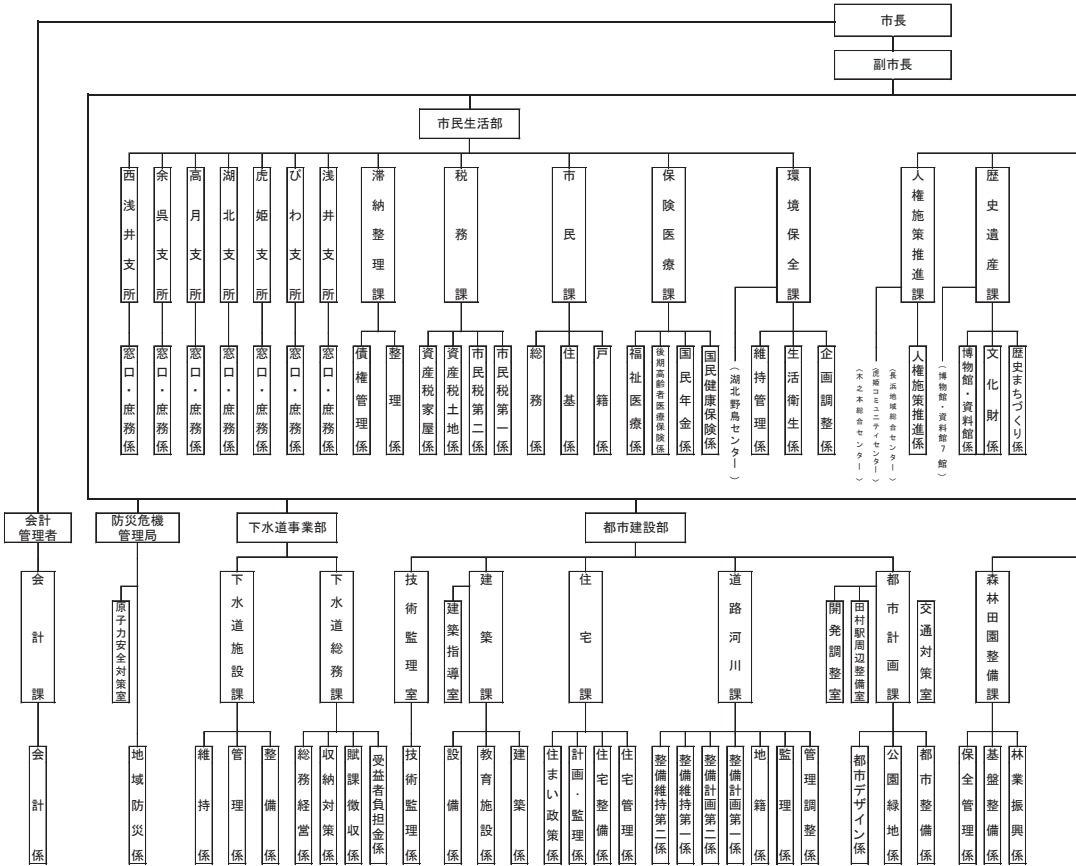 市長
副市長
市民生活部
西浅井支所
余呉支所
高月支所
湖北支所
虎姫支所
びわ支所
浅井支所
滞納整理課
税務課
市民課
保険医療課
環境保全課
人権施策推進課
歴史遺産課
窓口・庶務係
窓口・庶務係
窓口・庶務係
窓口・庶務係
窓口・庶務係
窓口・庶務係
窓口・庶務係
債権管理係
整理係
資産税家屋係
資産税土地係
市民税第二係
市民税第一係
総務係
住基係
戸籍係
福祉医療係
後期高齢者医療保険係
国民年金係
国民健康保険係
（湖北野鳥センター）
維持管理係
生活衛生係
企画調整係
（木之本総合センター）
（虎姫コミュニティセンター）
（長浜地域総合センター）
人権施策推進係
（博物館・資料館7館）
博物館・資料館係
文化財係
歴史まちづくり係
会計
管理者
防災危機
管理局
下水道事業部
都市建設部
会計課
原子力安全対策室
下水道施設課
下水道総務課
技術監理室
建築指導室
建築課
住宅課
道路河川課
開発調整室
田村駅周辺整備室
都市計画課
交通対策室
森林田園整備課
会計係
地域防災係
維持係
管理係
整備係
総務経営係
収納対策係
賦課徴収係
受益者負担金係
技術監理係
設備係
教育施設係
建築係
住まい政策係
計画・監理係
住宅整備係
住宅管理係
整備維持第二係
整備維持第一係
整備計画第二係
整備計画第一係
地籍係
監理係
管理調整係
都市デザイン係
公園緑地係
都市整備係
保全管理係
基盤整備係
林業振興係